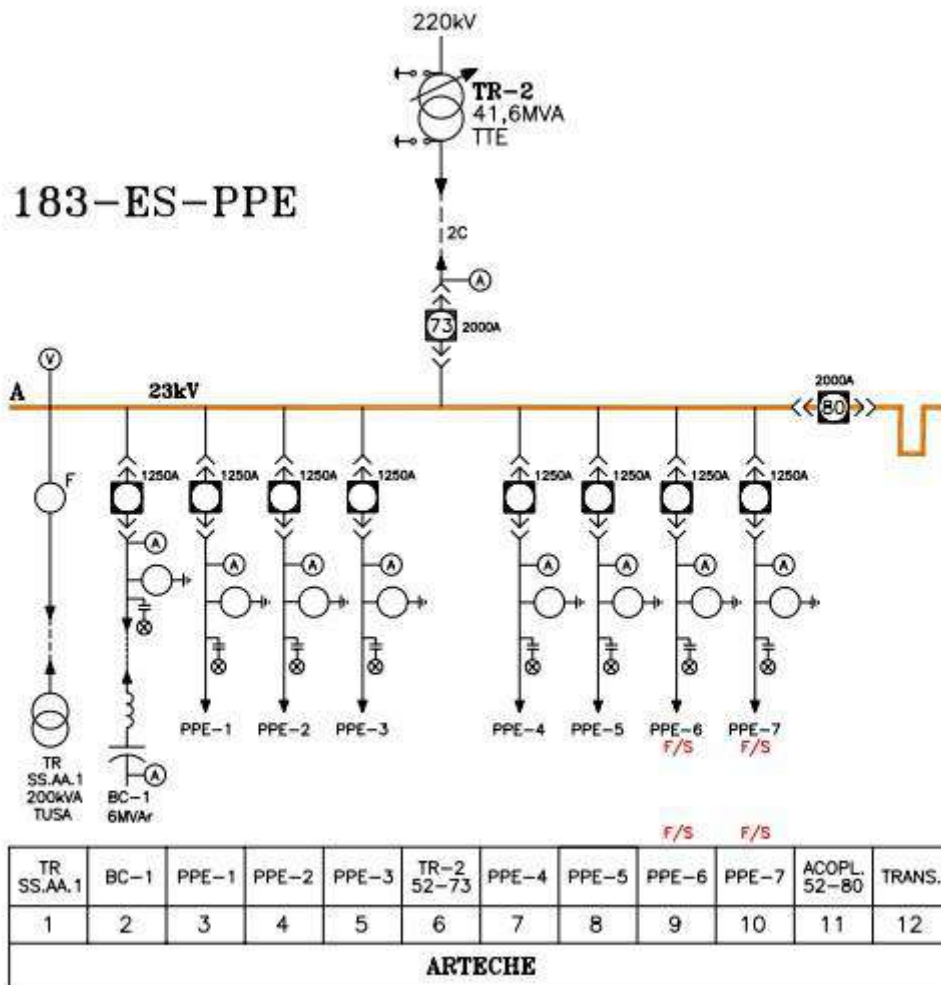 220kV
TR-2
41,6MVA
TTE
183-ES-PPE
2C
A
73 2000A
V
A 23kV
2000A
80
F
1250A 1250A 1250A 1250A 1250A 1250A 1250A 1250A
A A A A A A A A
PPE-1 PPE-2 PPE-3 PPE-4 PPE-5 PPE-6 PPE-7
F/S F/S
A
TR
SS.AA.1
200kVA
TUSA
BC-1
6MVAr
F/S F/S
TR SS.AA.1 BC-1 PPE-1 PPE-2 PPE-3 TR-2 52-73 PPE-4 PPE-5 PPE-6 PPE-7 ACOPL. 52-80 TRANS.
1 2 3 4 5 6 7 8 9 10 11 12
ARTECHE